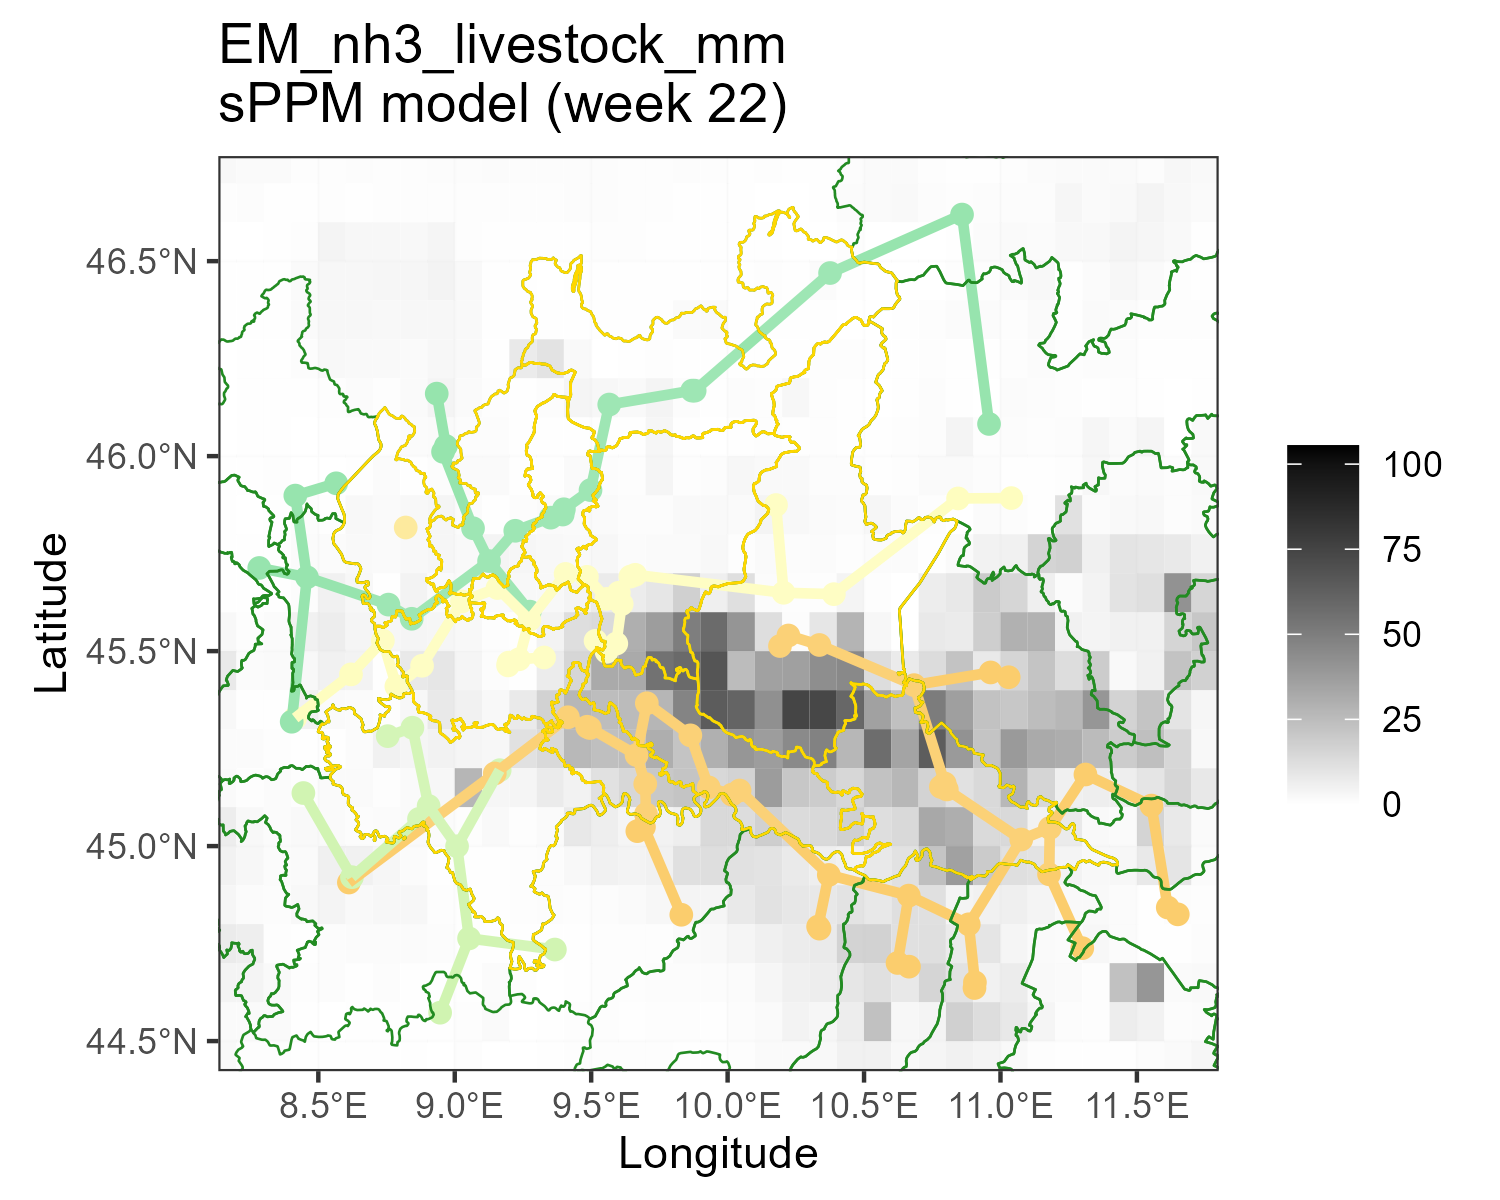 EM_nh3_livestock_mm
sPPM model (week 22)
Latitude
46.5°N
46.0°N
45.5°N
45.0°N
44.5°N
8.5°E
9.0°E
9.5°E
10.0°E
10.5°E
11.0°E
11.5°E
Longitude
100
75
50
25
0